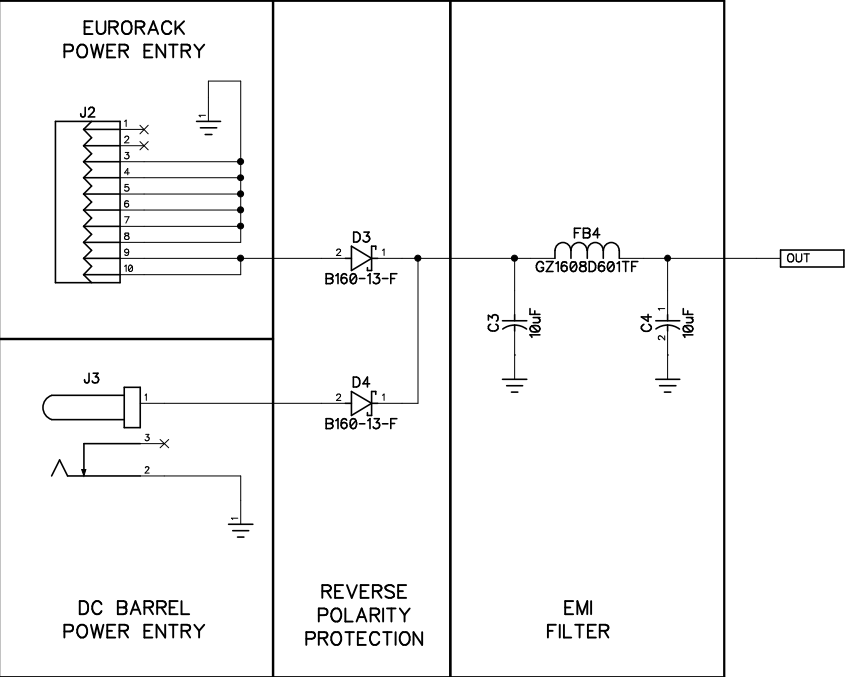 EURORACK
POWER ENTRY
J2
1
1
2
3
4
5
6
7
8
9
10
D3
2
1
B160-13-F
FB4
GZ1608D601TF
OUT
C3
10uF
C4
1
2
10uF
J3
1
3
2
1
D4
2
1
B160-13-F
DC BARREL
POWER ENTRY
REVERSE
POLARITY
PROTECTION
EMI
FILTER